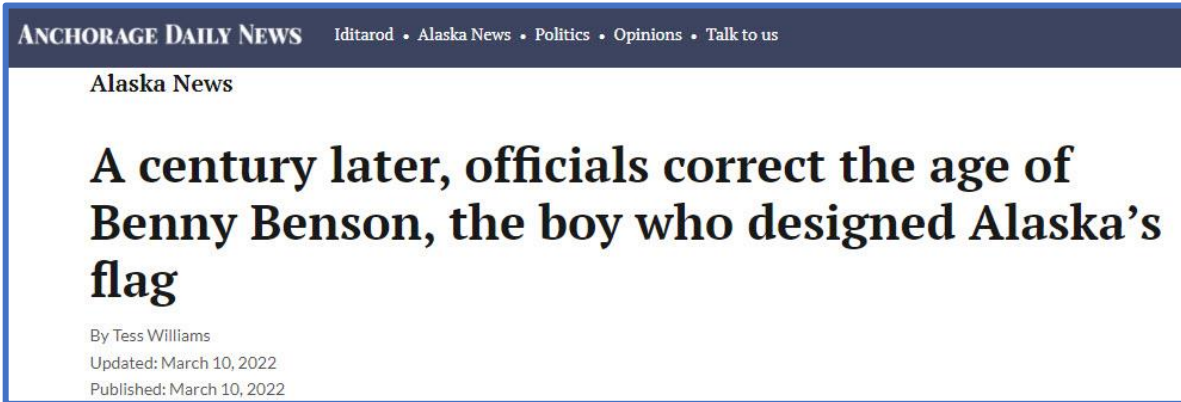 ANCHORAGE DAILY NEWS Iditarod • Alaska News • Politics • Opinions • Talk to us
Alaska News
A century later, officials correct the age of
Benny Benson, the boy who designed Alaska’s
flag
By Tess Williams
Updated: March 10, 2022
Published: March 10, 2022